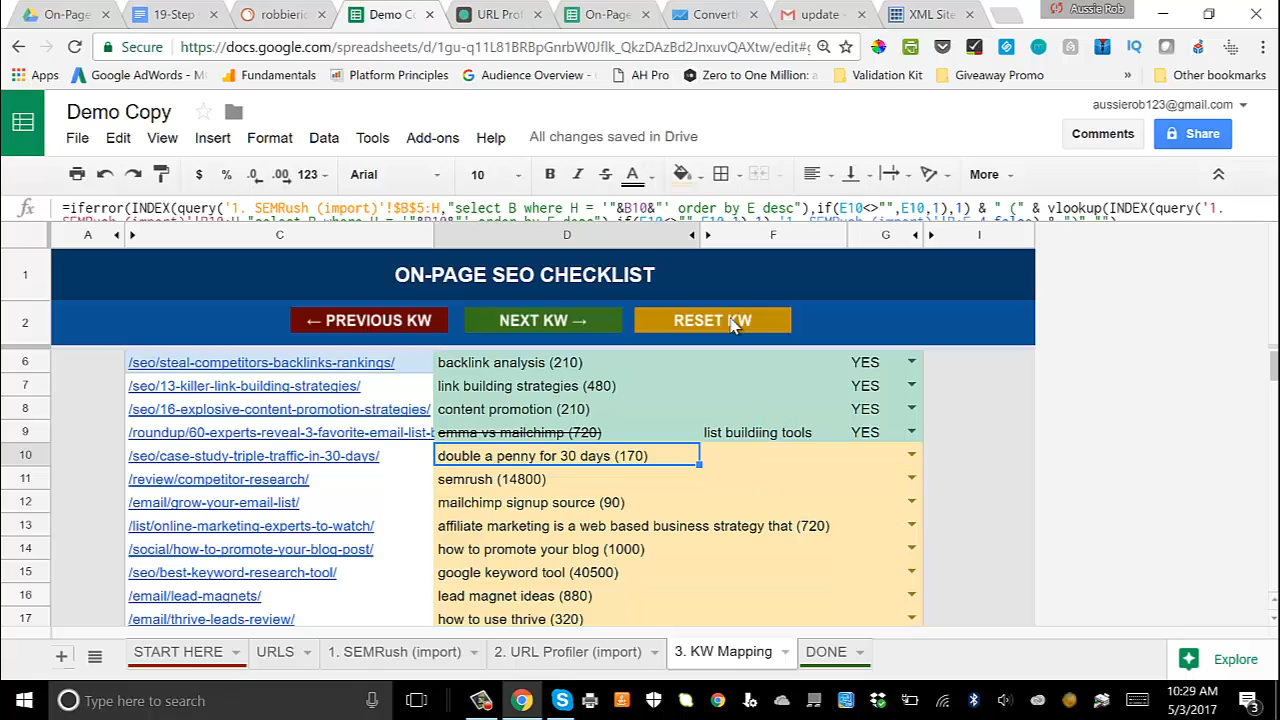 On-Pag
19-Step
robbieric
Demo C
URL Prof
On-Page
Converti
update -
XML Site
Aussie Rob
Secure
https://docs.google.com/spreadsheets/d/1gu-q11L81BRBpGnrbW0Jflk_QkzDAzBd2JnxuvQAXtw/edit#g
Apps
Google AdWords - M
Fundamentals
Platform Principles
Audience Overview -
AH Pro
Zero to One Million: a
Validation Kit
Giveaway Promo
»
Other bookmarks
Demo Copy
aussierob123@gmail.com
File Edit View Insert Format Data Tools Add-ons Help All changes saved in Drive
Comments
Share
$ % .0 .00 123 Arial 10 B I S A More
fx =iferror(INDEX(query('1. SEMRush (import)'!$B$5:H,"select B where H = '"&B10&"' order by E desc"),if(E10<>"",E10,1),1) & " (" & vlookup(INDEX(query('1.
A C D F G I
1 ON-PAGE SEO CHECKLIST
2 ← PREVIOUS KW NEXT KW → RESET KW
6 /seo/steal-competitors-backlinks-rankings/ backlink analysis (210) YES
7 /seo/13-killer-link-building-strategies/ link building strategies (480) YES
8 /seo/16-explosive-content-promotion-strategies/ content promotion (210) YES
9 /roundup/60-experts-reveal-3-favorite-email-list-b emma vs mailchimp (720) list buildiing tools YES
10 /seo/case-study-triple-traffic-in-30-days/ double a penny for 30 days (170)
11 /review/competitor-research/ semrush (14800)
12 /email/grow-your-email-list/ mailchimp signup source (90)
13 /list/online-marketing-experts-to-watch/ affiliate marketing is a web based business strategy that (720)
14 /social/how-to-promote-your-blog-post/ how to promote your blog (1000)
15 /seo/best-keyword-research-tool/ google keyword tool (40500)
16 /email/lead-magnets/ lead magnet ideas (880)
17 /email/thrive-leads-review/ how to use thrive (320)
START HERE
URLS
1. SEMRush (import)
2. URL Profiler (import)
3. KW Mapping
DONE
Explore
Type here to search
10:29 AM
5/3/2017
3